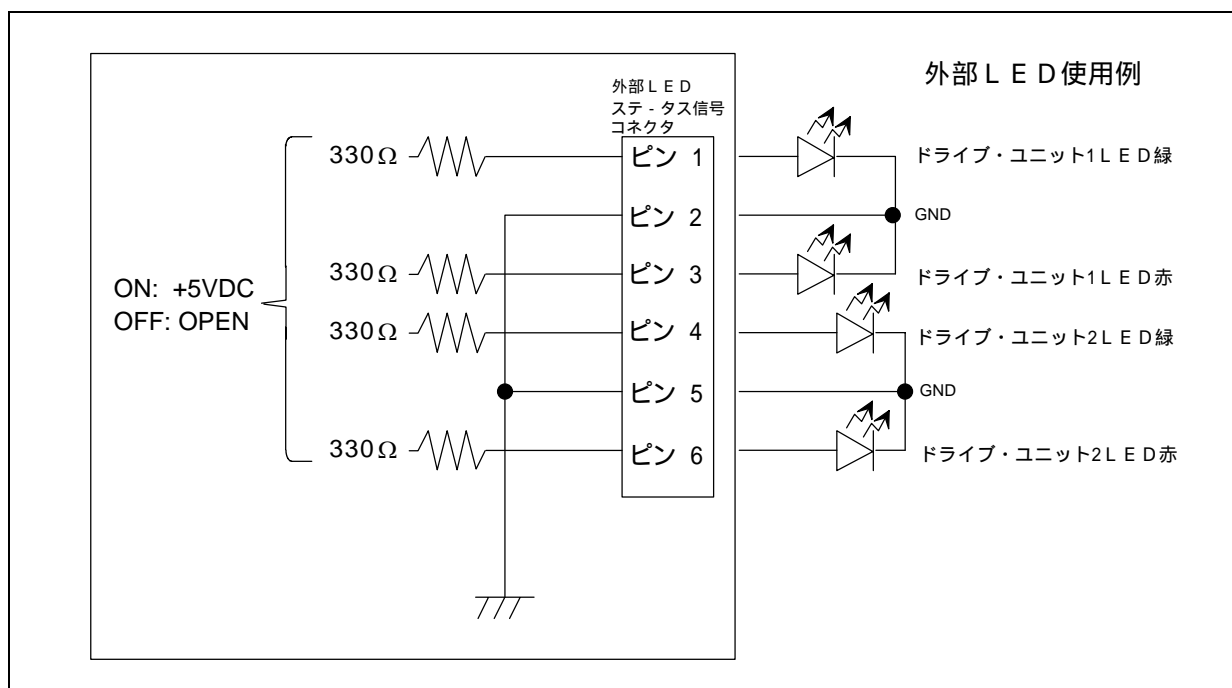 外部ＬＥＤ使用例
外部ＬＥＤ
ステ-タス信号
コネクタ
330Ω
ピン 1
ドライブ・ユニット1ＬＥＤ緑
ピン 2
GND
330Ω
ピン 3
ドライブ・ユニット1ＬＥＤ赤
ON: +5VDC
OFF: OPEN
330Ω
ピン 4
ドライブ・ユニット2ＬＥＤ緑
ピン 5
GND
330Ω
ピン 6
ドライブ・ユニット2ＬＥＤ赤